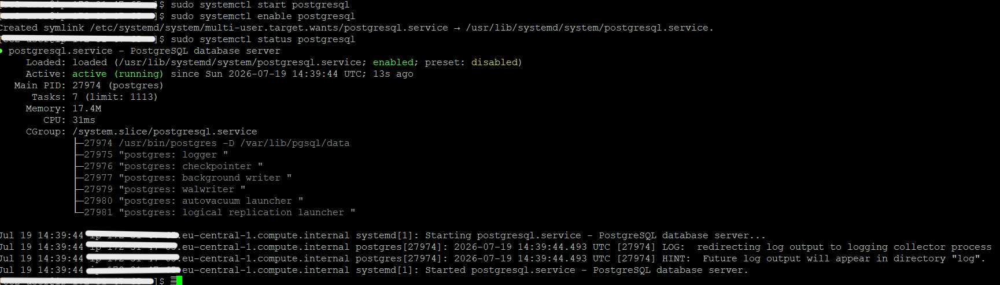 ]$ sudo systemctl start postgresql
]$ sudo systemctl enable postgresql
Created symlink /etc/systemd/system/multi-user.target.wants/postgresql.service → /usr/lib/systemd/system/postgresql.service.
]$ sudo systemctl status postgresql
● postgresql.service - PostgreSQL database server
Loaded: loaded (/usr/lib/systemd/system/postgresql.service; enabled; preset: disabled)
Active: active (running) since Sun 2026-07-19 14:39:44 UTC; 13s ago
Main PID: 27974 (postgres)
Tasks: 7 (limit: 1113)
Memory: 17.4M
CPU: 31ms
CGroup: /system.slice/postgresql.service
├─27974 /usr/bin/postgres -D /var/lib/pgsql/data
├─27975 "postgres: logger "
├─27976 "postgres: checkpointer "
├─27977 "postgres: background writer "
├─27979 "postgres: walwriter "
├─27980 "postgres: autovacuum launcher "
└─27981 "postgres: logical replication launcher "
Jul 19 14:39:44 .eu-central-1.compute.internal systemd[1]: Starting postgresql.service - PostgreSQL database server...
Jul 19 14:39:44 .eu-central-1.compute.internal postgres[27974]: 2026-07-19 14:39:44.493 UTC [27974] LOG:  redirecting log output to logging collector process
Jul 19 14:39:44 .eu-central-1.compute.internal postgres[27974]: 2026-07-19 14:39:44.493 UTC [27974] HINT:  Future log output will appear in directory "log".
Jul 19 14:39:44 .eu-central-1.compute.internal systemd[1]: Started postgresql.service - PostgreSQL database server.
]$